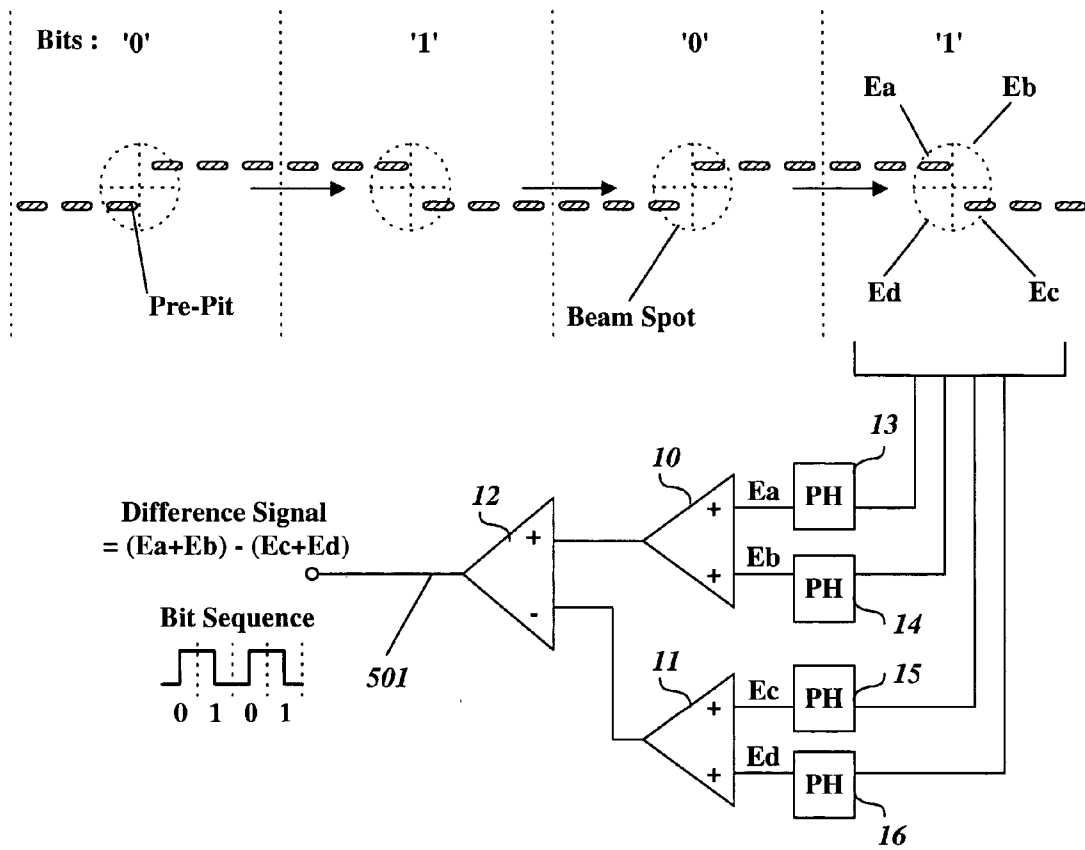 Bits : '0' '1' '0' '1'
Ea Eb
Pre-Pit
Beam Spot
Ed Ec
13
10
12
Ea PH
Difference Signal
= (Ea+Eb) - (Ec+Ed)
+ +
Eb PH
+
-
14
Bit Sequence
501
11
15
Ec PH
+
0 1 0 1
Ed PH
+
16